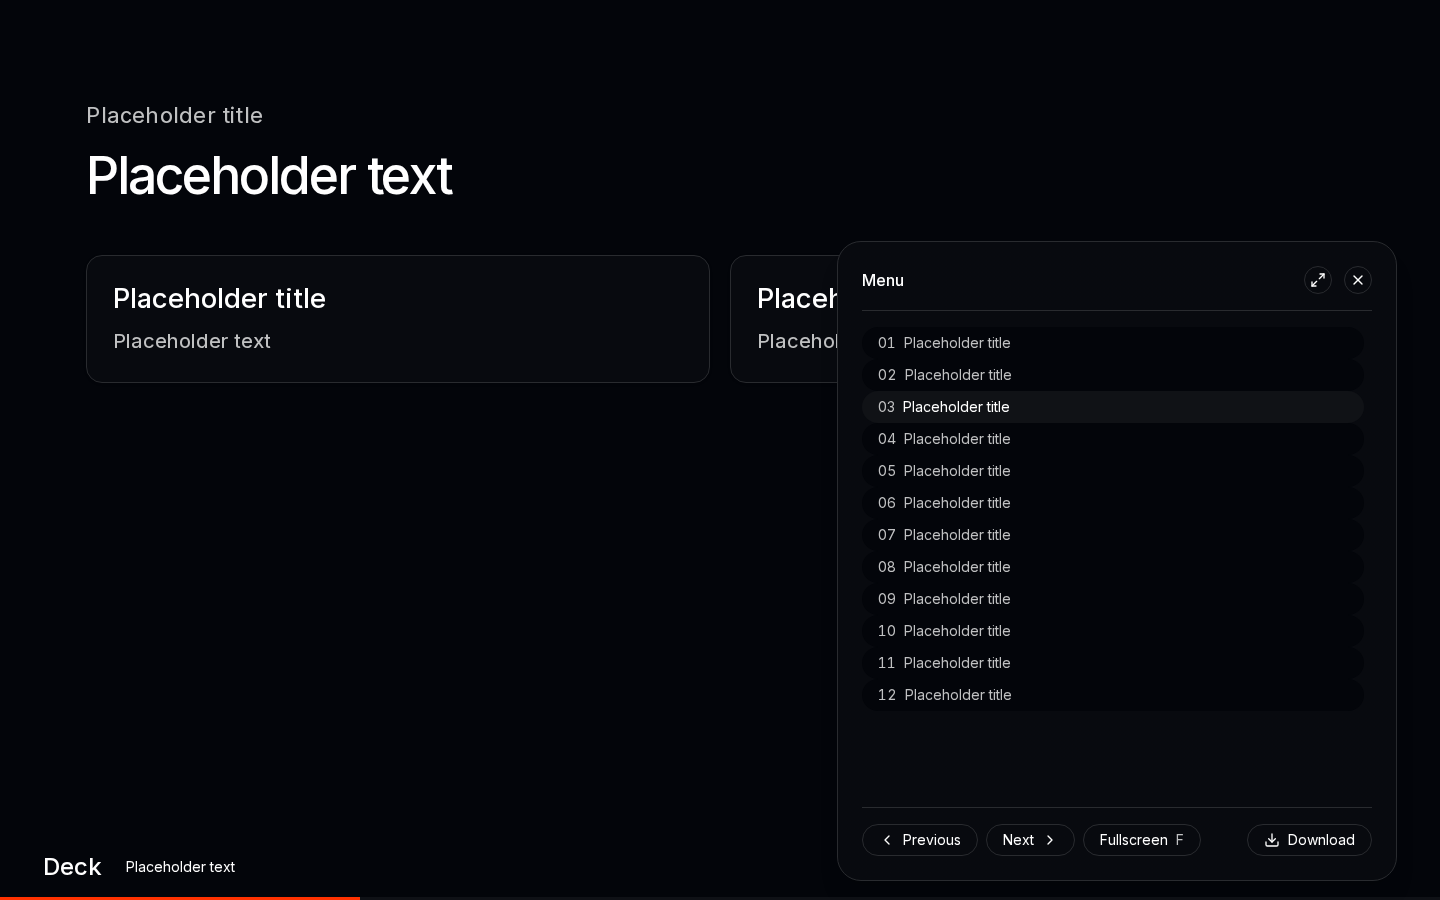 Placeholder title
Placeholder text
Placeholder title
Placeholder text
Menu
01 Placeholder title
02 Placeholder title
03 Placeholder title
04 Placeholder title
05 Placeholder title
06 Placeholder title
07 Placeholder title
08 Placeholder title
09 Placeholder title
10 Placeholder title
11 Placeholder title
12 Placeholder title
Previous
Next
Fullscreen F
Download
Deck
Placeholder text